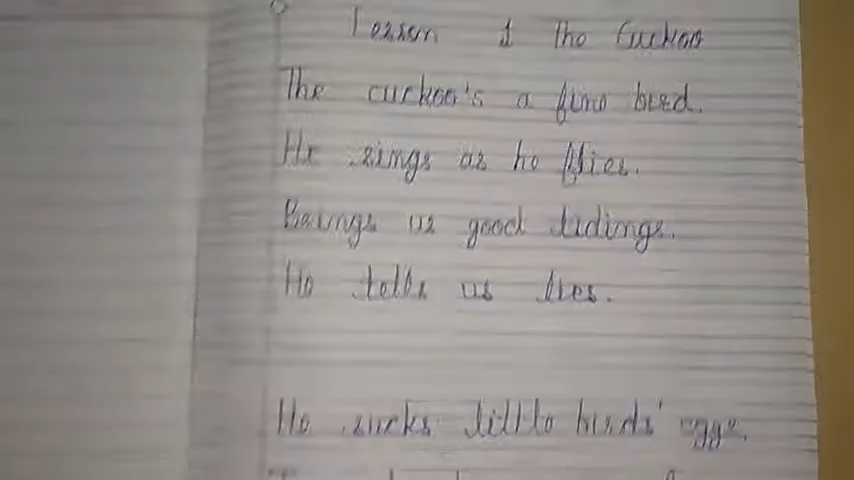 Lesson 1 the Cuckoo
The cuckoo's a fine bird.
He sings as he flies.
Brings us good tidings.
He tells us lies.
He sucks little birds' eggs.